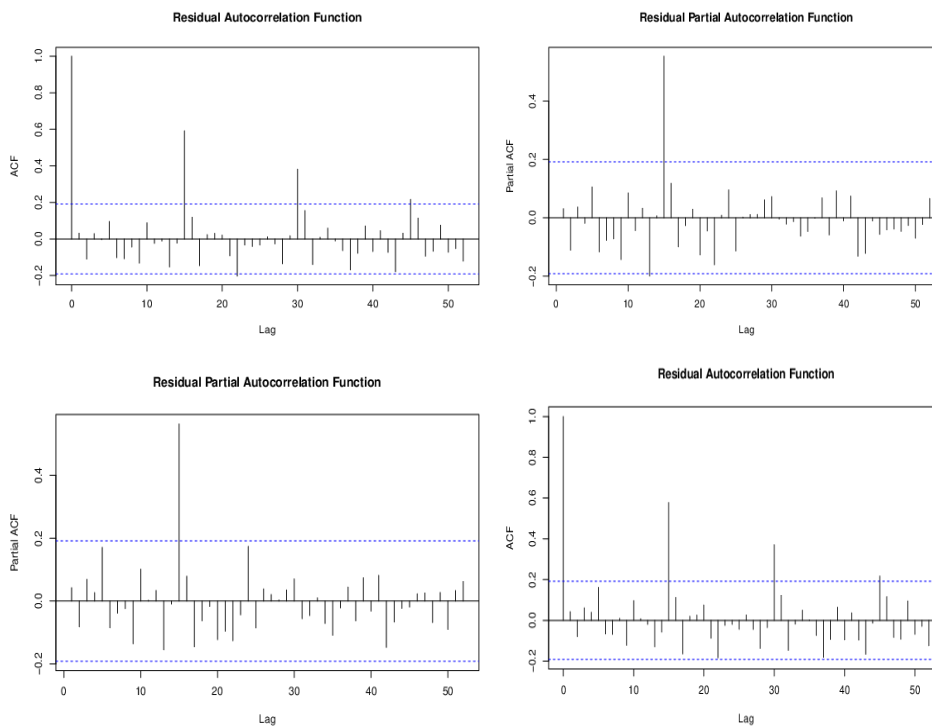 Residual Autocorrelation Function
ACF
1.0
0.8
0.6
0.4
0.2
0.0
−0.2
0 10 20 30 40 50
Lag
Residual Partial Autocorrelation Function
Partial ACF
0.4
0.2
0.0
−0.2
0 10 20 30 40 50
Lag
Residual Partial Autocorrelation Function
Partial ACF
0.4
0.2
0.0
−0.2
0 10 20 30 40 50
Lag
Residual Autocorrelation Function
ACF
1.0
0.8
0.6
0.4
0.2
0.0
−0.2
0 10 20 30 40 50
Lag